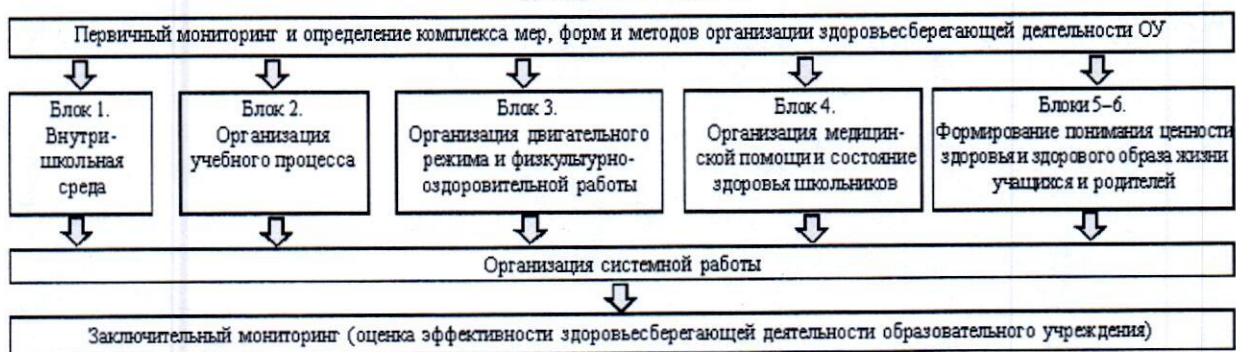 Первичный мониторинг и определение комплекса мер, форм и методов организации здоровьесберегающей деятельности ОУ
Блок 1.
Внутри-
школьная
среда
Блок 2.
Организация
учебного процесса
Блок 3.
Организация двигательного
режима и физкультурно-
оздоровительной работы
Блок 4.
Организация медицин-
ской помощи и состояние
здоровья школьников
Блоки 5–6.
Формирование понимания ценности
здоровья и здорового образа жизни
учащихся и родителей
Организация системной работы
Заключительный мониторинг (оценка эффективности здоровьесберегающей деятельности образовательного учреждения)